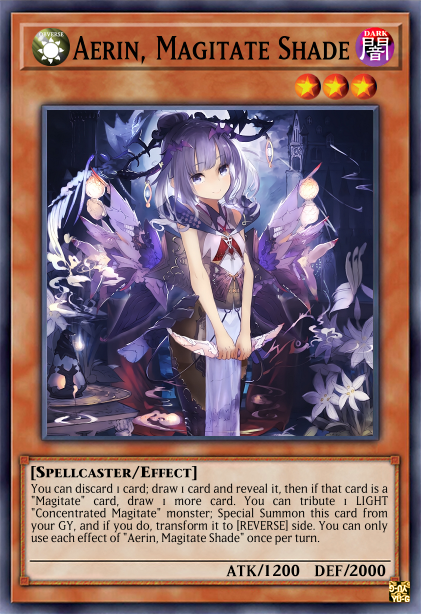 REVERSE
Aerin, Magitate Shade
DARK
闇
[Spellcaster/Effect]
You can discard 1 card; draw 1 card and reveal it, then if that card is a
"Magitate" card, draw 1 more card. You can tribute 1 LIGHT
"Concentrated Magitate" monster; Special Summon this card from
your GY, and if you do, transform it to [REVERSE] side. You can only
use each effect of "Aerin, Magitate Shade" once per turn.
ATK/1200 DEF/2000